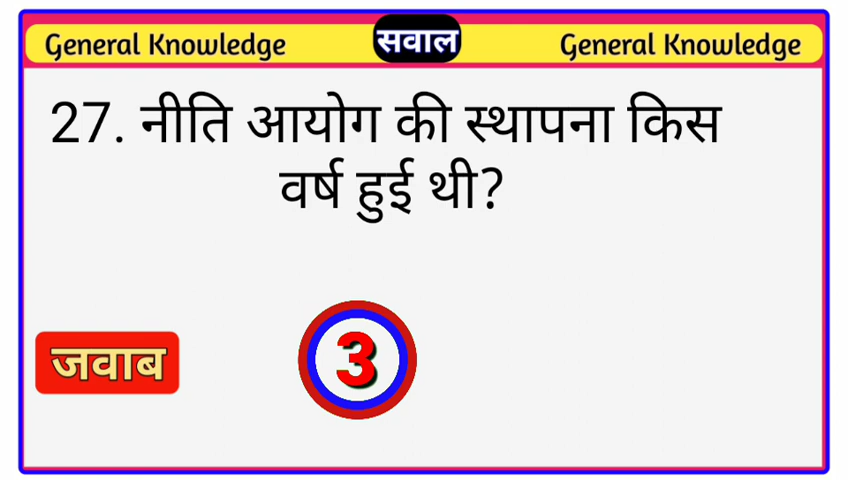 General Knowledge सवाल General Knowledge
27. नीति आयोग की स्थापना किस
वर्ष हुई थी?
जवाब 3